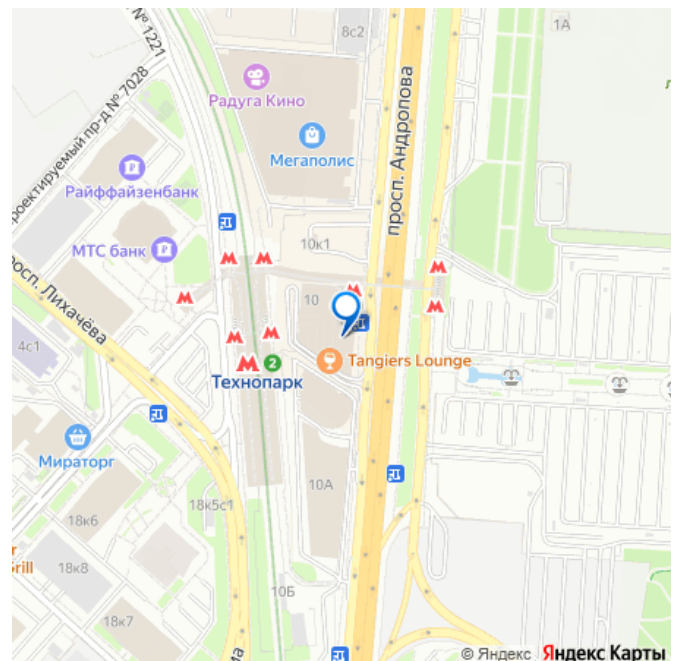 № 1221
8с2
1А
Радуга Кино
Мегаполис
просп. Андропова
проектируемый пр-д № 7028
Райффайзенбанк
МТС банк
10к1
просп. Лихачёва
10
4с1
Tangiers Lounge
2
Технопарк
Мираторг
18к5с1
10А
18к6
18к8
18к7
10Б
© Яндекс Яндекс Карты